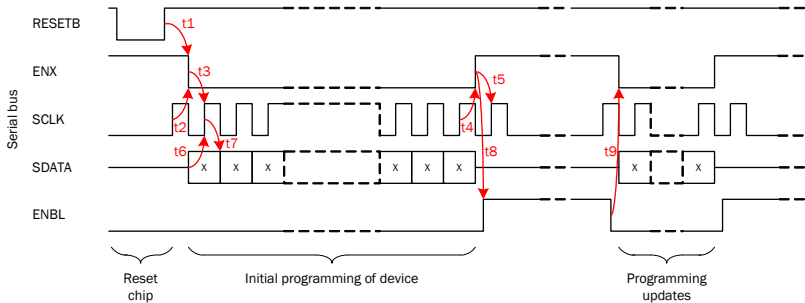 RESETB
t1
ENX
t3
t5
Serial bus
SCLK
t2
t4
t6
t7
t8
t9
SDATA
X X X X X X X X
ENBL
Reset
chip
Initial programming of device
Programming
updates